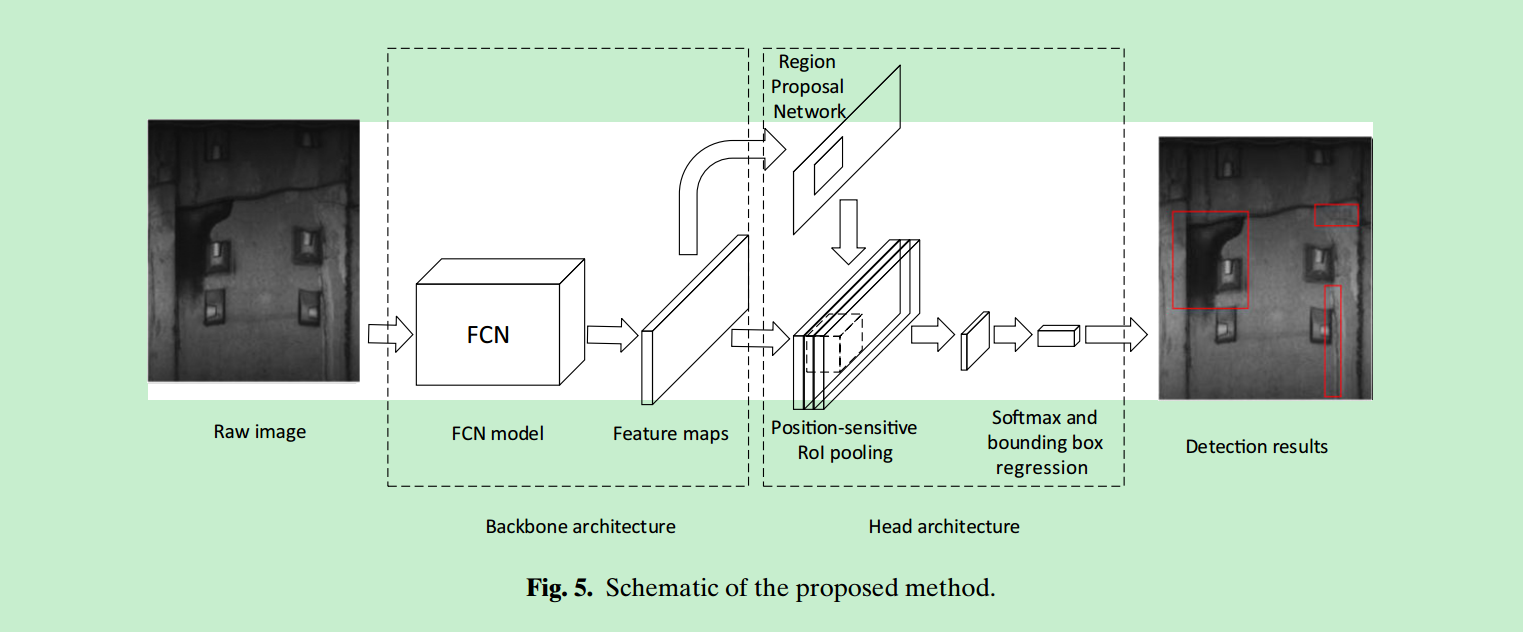 Region
Proposal
Network
FCN
Raw image
FCN model
Feature maps
Position-sensitive
RoI pooling
Softmax and
bounding box
regression
Detection results
Backbone architecture
Head architecture
Fig. 5. Schematic of the proposed method.